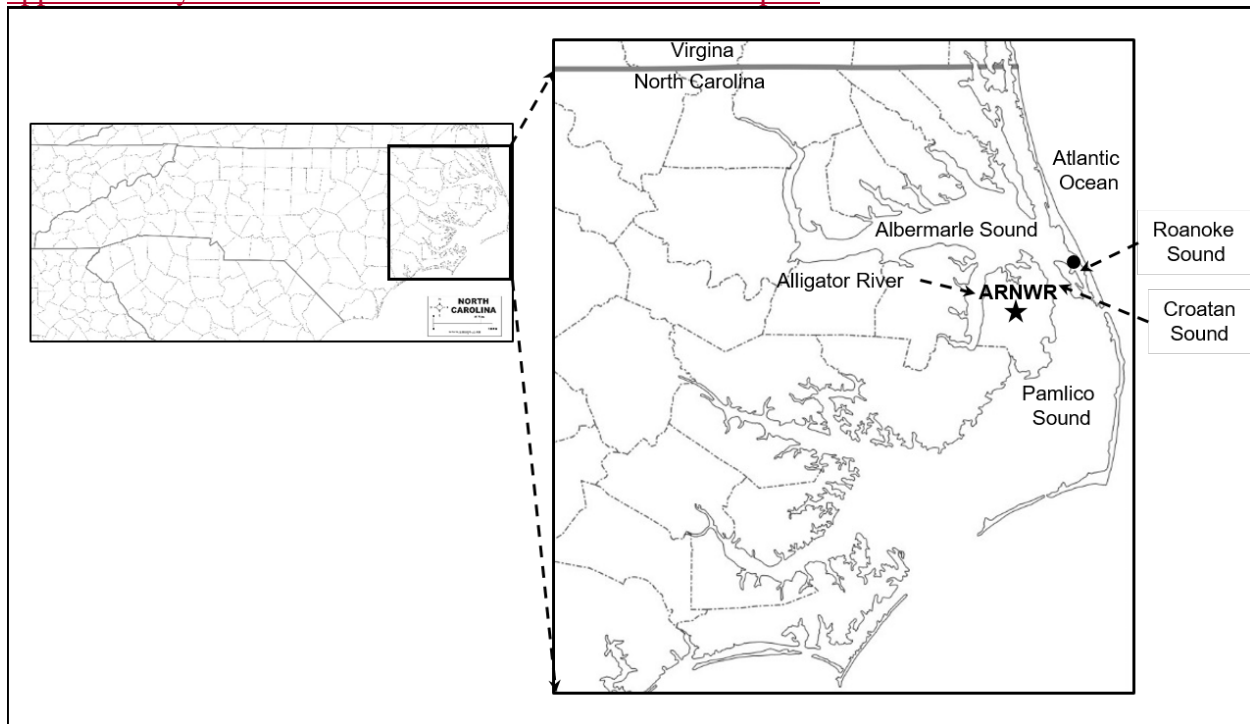 Virgina
North Carolina
Atlantic
Ocean
Albermarle Sound
Roanoke
Sound
Alligator River
ARNWR
Croatan
Sound
Pamlico
Sound
NORTH
CAROLINA